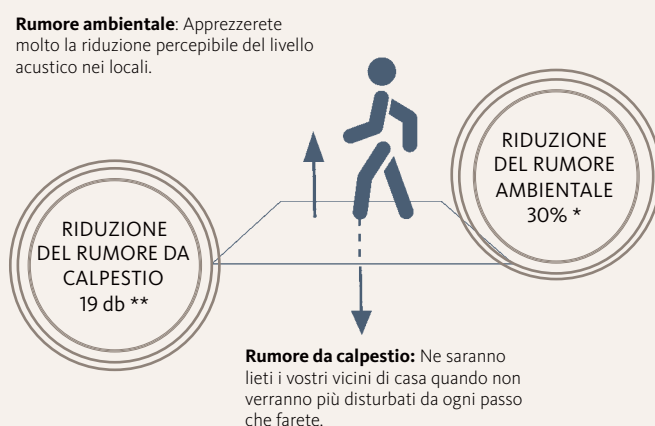 Rumore ambientale: Apprezzerete
molto la riduzione percepibile del livello
acustico nei locali.
RIDUZIONE
DEL RUMORE
AMBIENTALE
30% *
RIDUZIONE
DEL RUMORE DA
CALPESTIO
19 db **
Rumore da calpestio: Ne saranno
lieti i vostri vicini di casa quando non
verranno più disturbati da ogni passo
che farete.